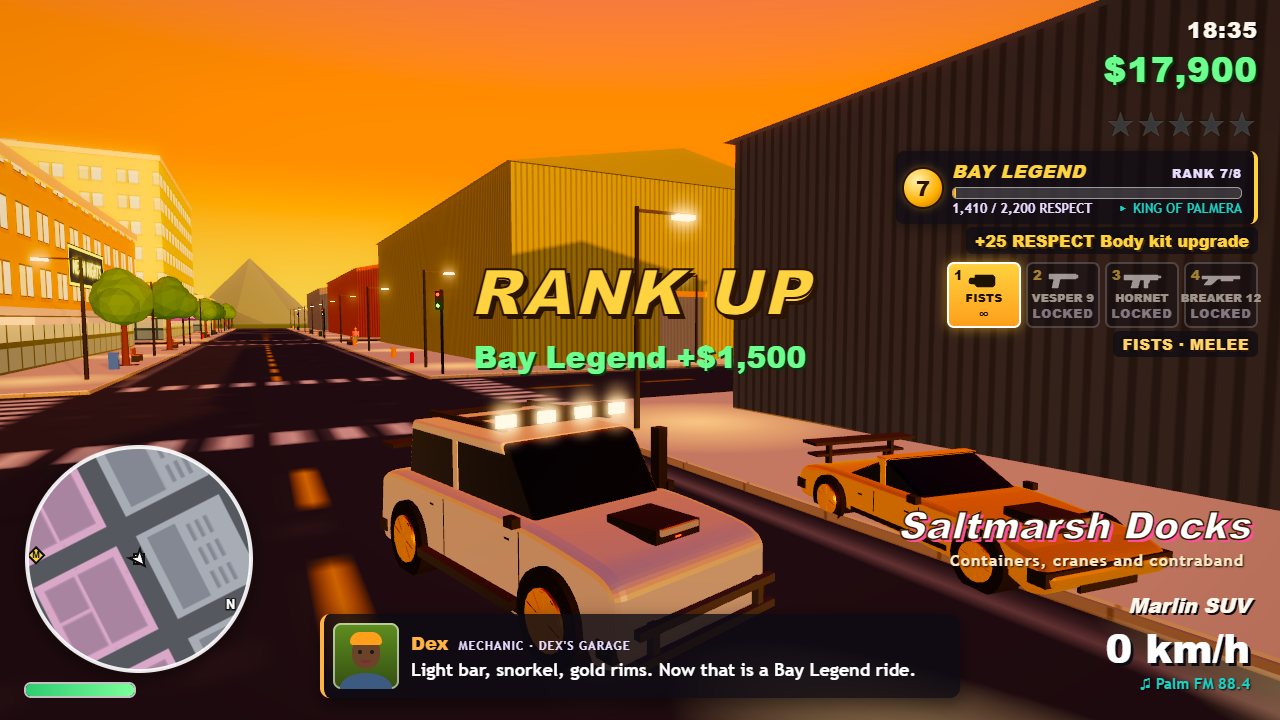 18:35
$17,900
7
BAY LEGEND
RANK 7/8
1,410 / 2,200 RESPECT
▸ KING OF PALMERA
+25 RESPECT Body kit upgrade
1
FISTS
∞
2
VESPER 9
LOCKED
3
HORNET
LOCKED
4
BREAKER 12
LOCKED
FISTS · MELEE
RANK UP
Bay Legend +$1,500
M
N
Saltmarsh Docks
Containers, cranes and contraband
Marlin SUV
0 km/h
♫ Palm FM 88.4
Dex MECHANIC · DEX'S GARAGE
Light bar, snorkel, gold rims. Now that is a Bay Legend ride.